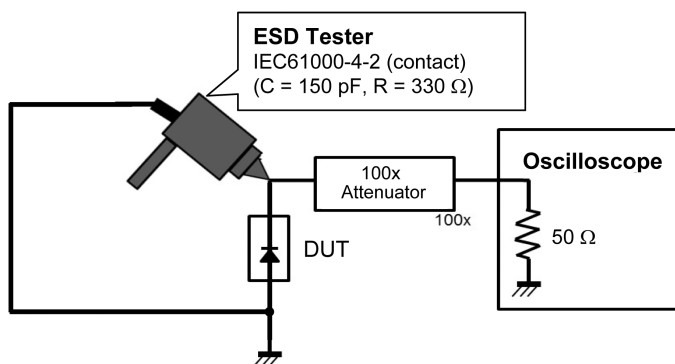 ESD Tester
IEC61000-4-2 (contact)
(C = 150 pF, R = 330 Ω)
100x
Attenuator
100x
Oscilloscope
50 Ω
DUT